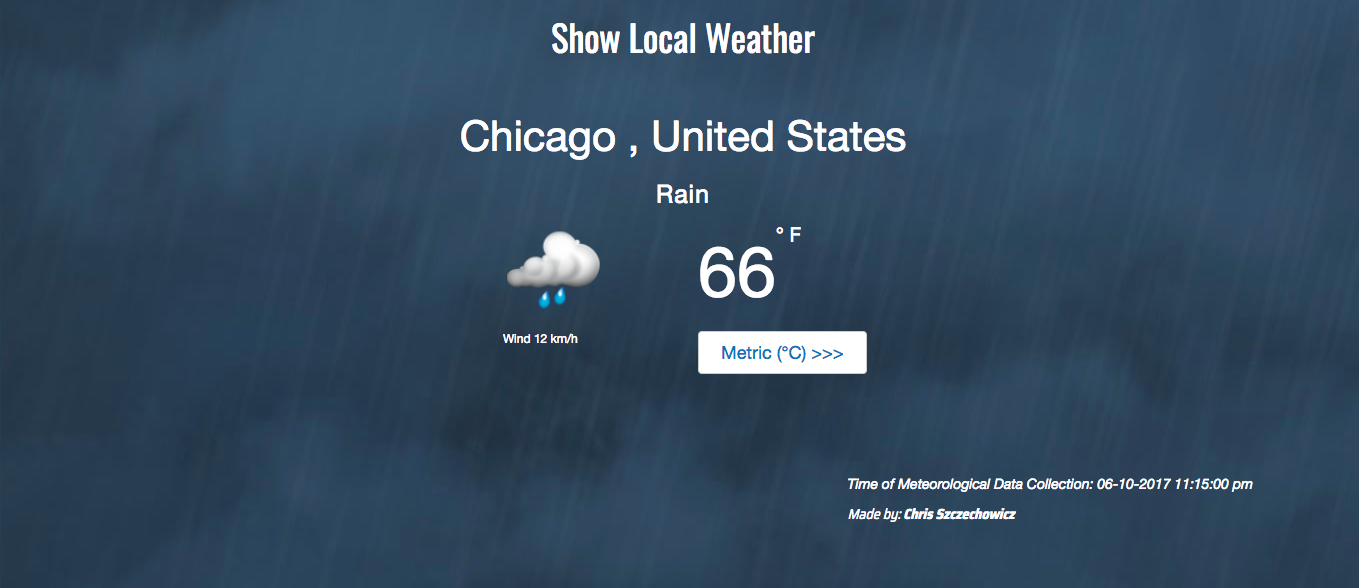 Show Local Weather
Chicago , United States
Rain
66 ° F
Wind 12 km/h
Metric (°C) >>>
Time of Meteorological Data Collection: 06-10-2017 11:15:00 pm
Made by: Chris Szczechowicz